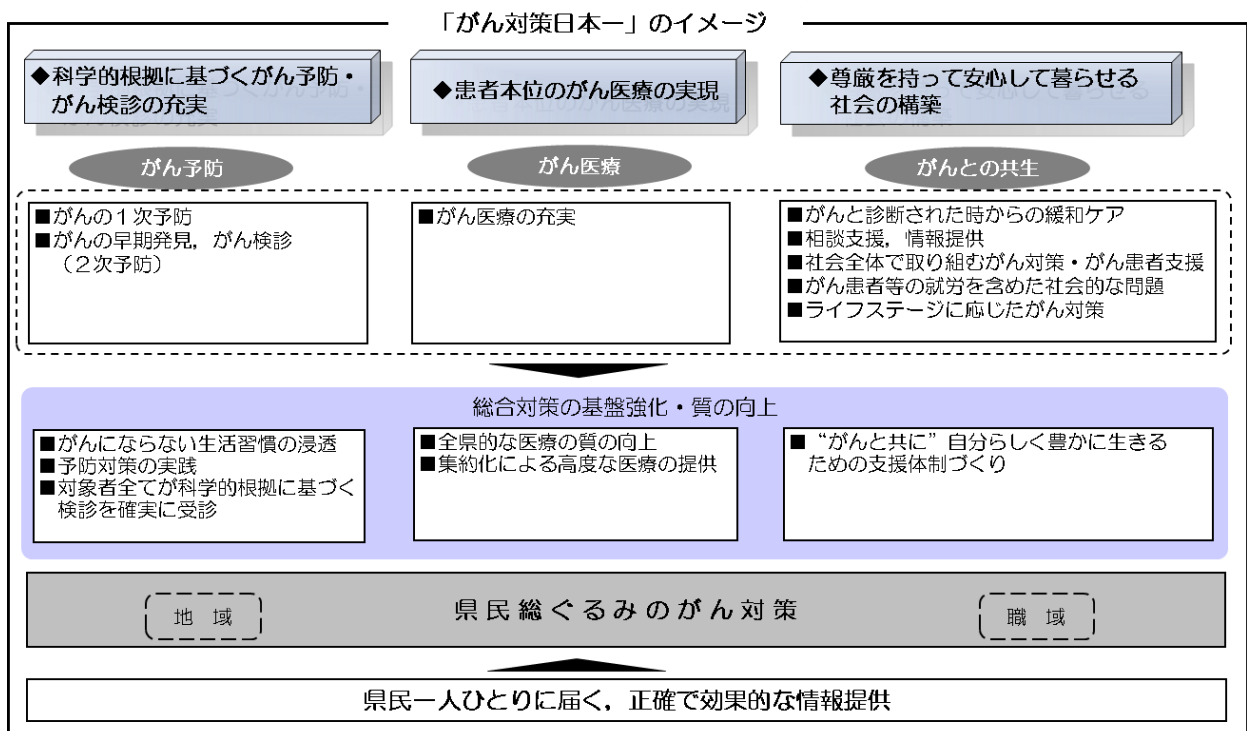 「がん対策日本一」のイメージ
◆科学的根拠に基づくがん予防・
がん検診の充実
◆患者本位のがん医療の実現
◆尊厳を持って安心して暮らせる
社会の構築
がん予防
がん医療
がんとの共生
■がんの１次予防
■がんの早期発見，がん検診
（２次予防）
■がん医療の充実
■がんと診断された時からの緩和ケア
■相談支援，情報提供
■社会全体で取り組むがん対策・がん患者支援
■がん患者等の就労を含めた社会的な問題
■ライフステージに応じたがん対策
総合対策の基盤強化・質の向上
■がんにならない生活習慣の浸透
■予防対策の実践
■対象者全てが科学的根拠に基づく
検診を確実に受診
■全県的な医療の質の向上
■集約化による高度な医療の提供
■“がんと共に”自分らしく豊かに生きる
ための支援体制づくり
地　域
県民総ぐるみのがん対策
職　域
県民一人ひとりに届く，正確で効果的な情報提供